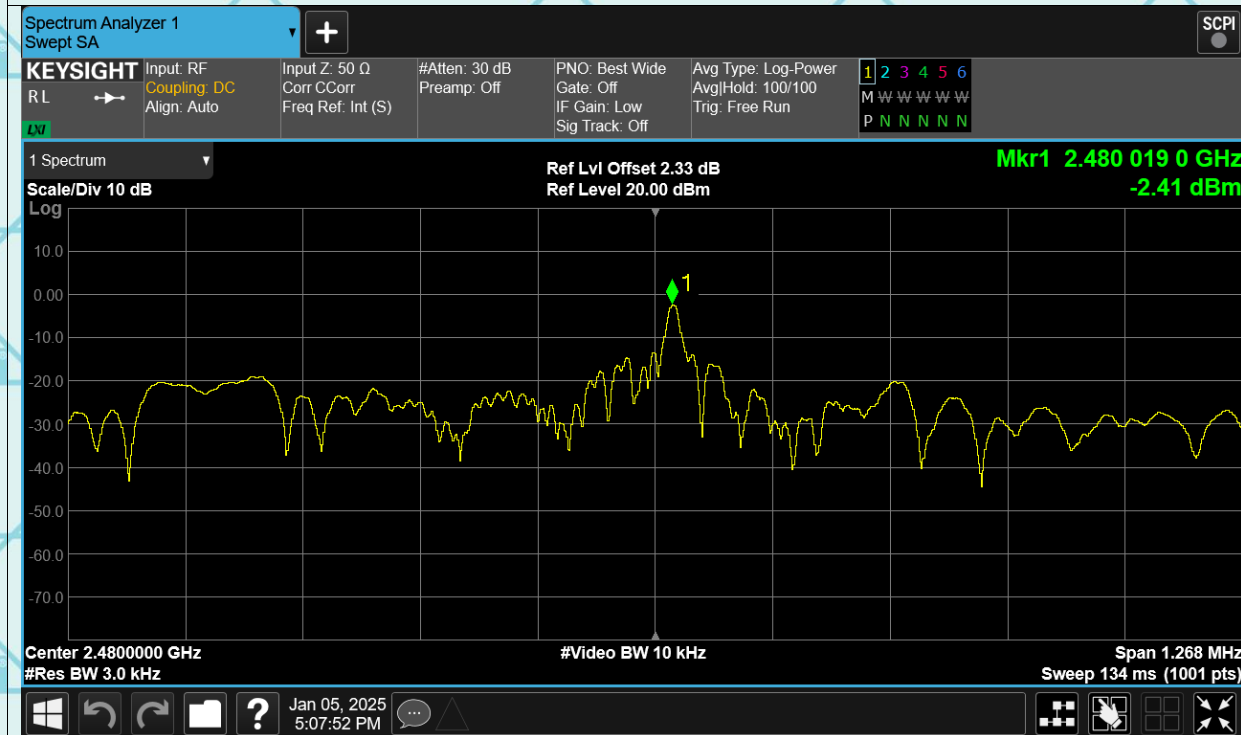 Spectrum Analyzer 1
Swept SA
▼
+
SCPI
KEYSIGHT
R L
LXI
Input: RF
Coupling: DC
Align: Auto
Input Z: 50 Ω
Corr CCorr
Freq Ref: Int (S)
#Atten: 30 dB
Preamp: Off
PNO: Best Wide
Gate: Off
IF Gain: Low
Sig Track: Off
Avg Type: Log-Power
Avg|Hold: 100/100
Trig: Free Run
1 2 3 4 5 6
M W W W W W W
P N N N N N N
1 Spectrum ▼
Scale/Div 10 dB
Ref Lvl Offset 2.33 dB
Ref Level 20.00 dBm
Mkr1 2.480 019 0 GHz
-2.41 dBm
Log
10.0
0.00
-10.0
-20.0
-30.0
-40.0
-50.0
-60.0
-70.0
1
Center 2.4800000 GHz
#Res BW 3.0 kHz
#Video BW 10 kHz
Span 1.268 MHz
Sweep 134 ms (1001 pts)
?
Jan 05, 2025
5:07:52 PM